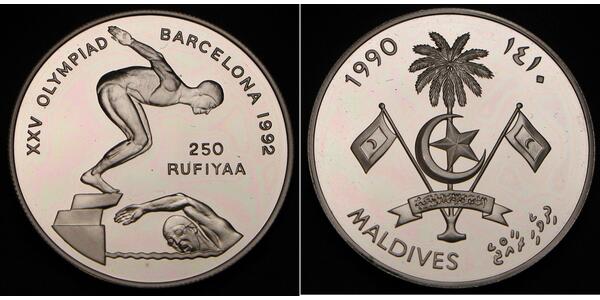 XXV OLYMPIAD BARCELONA 1992
250
RUFIYAA
1990 ١٤١٠
MALDIVES